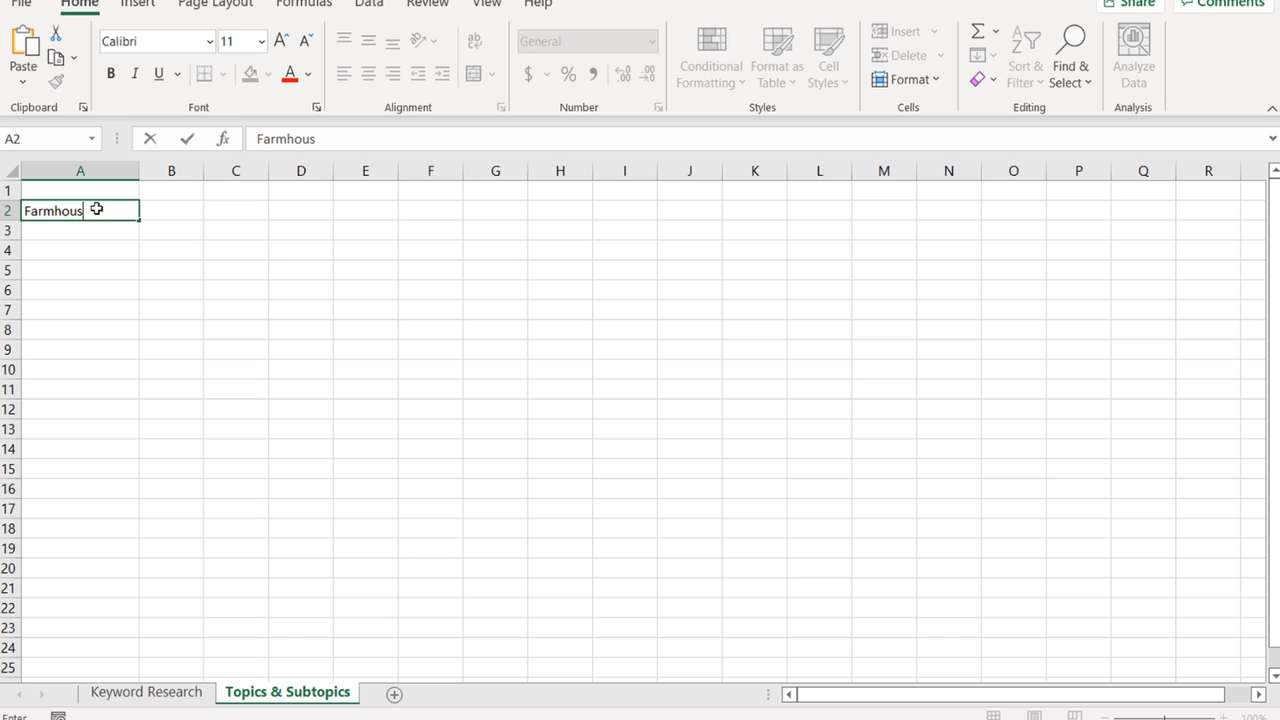 File Home Insert Page Layout Formulas Data Review View Help Share Comments
Calibri 11 General Insert
Paste Delete
B I U $ % Conditional Formatting Format as Table Cell Styles Format Sort & Filter Find & Select Analyze Data
Clipboard Font Alignment Number Styles Cells Editing Analysis
A2 fx Farmhous
A B C D E F G H I J K L M N O P Q R
1
2 Farmhous
3
4
5
6
7
8
9
10
11
12
13
14
15
16
17
18
19
20
21
22
23
24
25
Keyword Research Topics & Subtopics
Enter 100%